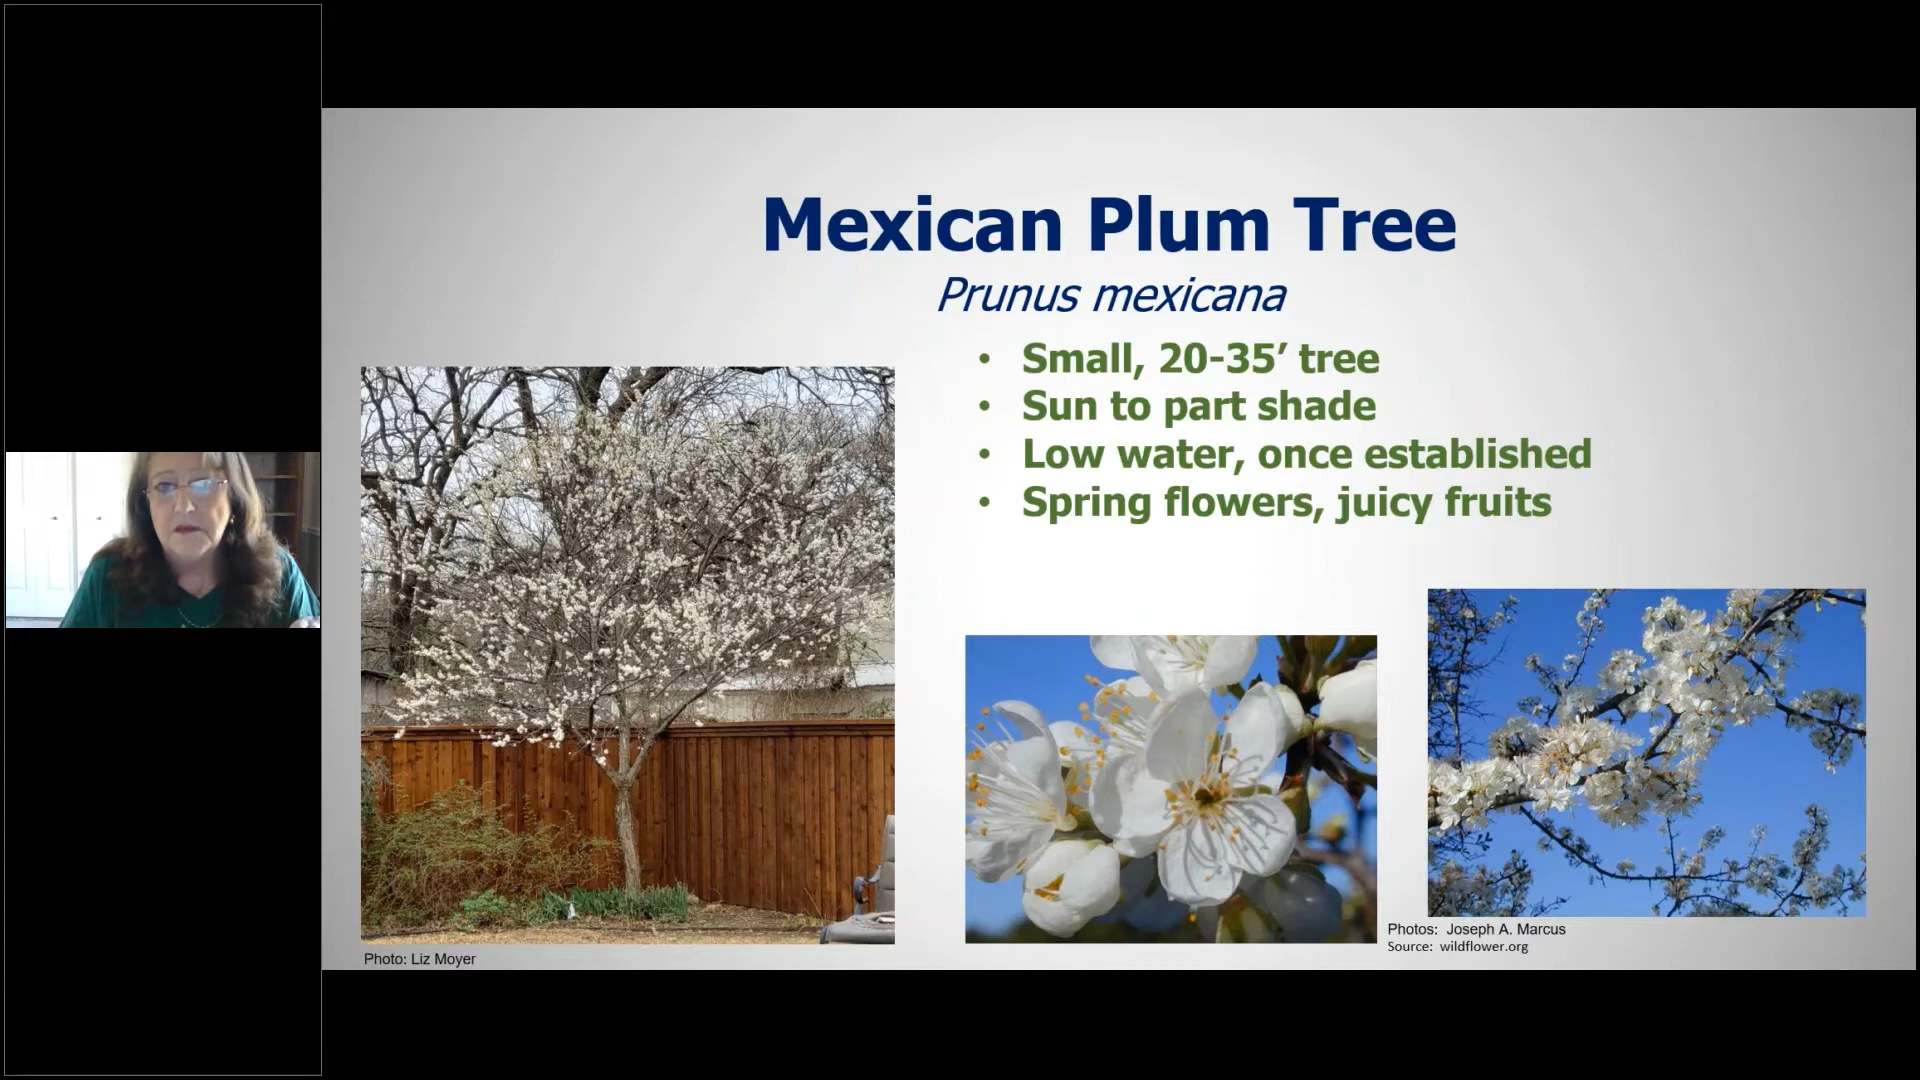 Mexican Plum Tree
Prunus mexicana
• Small, 20-35’ tree
• Sun to part shade
• Low water, once established
• Spring flowers, juicy fruits
Photo: Liz Moyer
Photos: Joseph A. Marcus
Source: wildflower.org